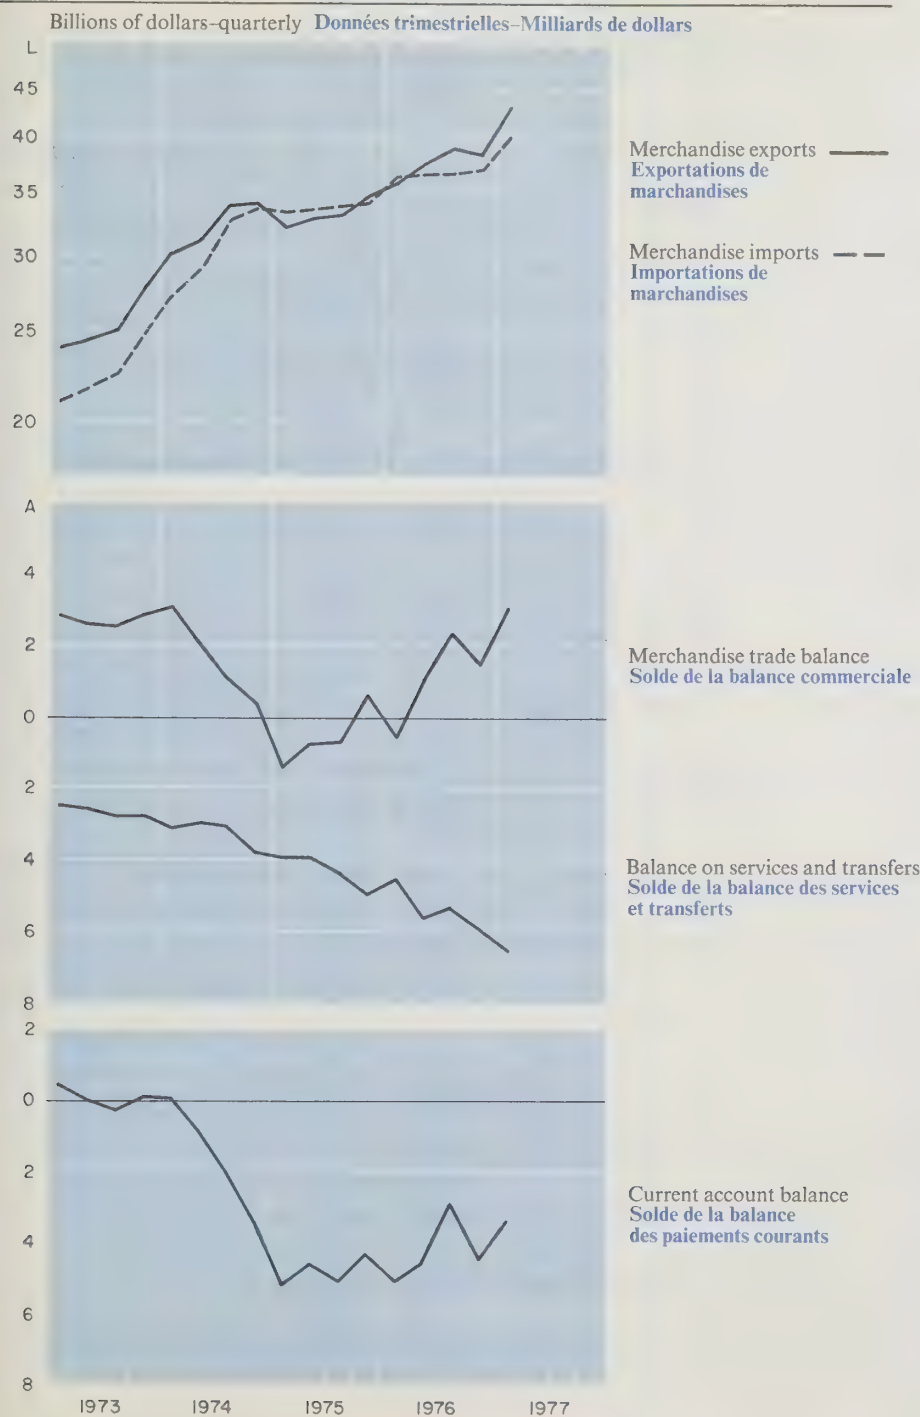 Billions of dollars-quarterly Données trimestrielles-Milliards de dollars
L
45
40
35
30
25
20
Merchandise exports
Exportations de
marchandises
Merchandise imports
Importations de
marchandises
A
4
2
0
2
4
6
8
Merchandise trade balance
Solde de la balance commerciale
Balance on services and transfers
Solde de la balance des services
et transferts
2
0
2
4
6
8
Current account balance
Solde de la balance
des paiements courants
1973 1974 1975 1976 1977